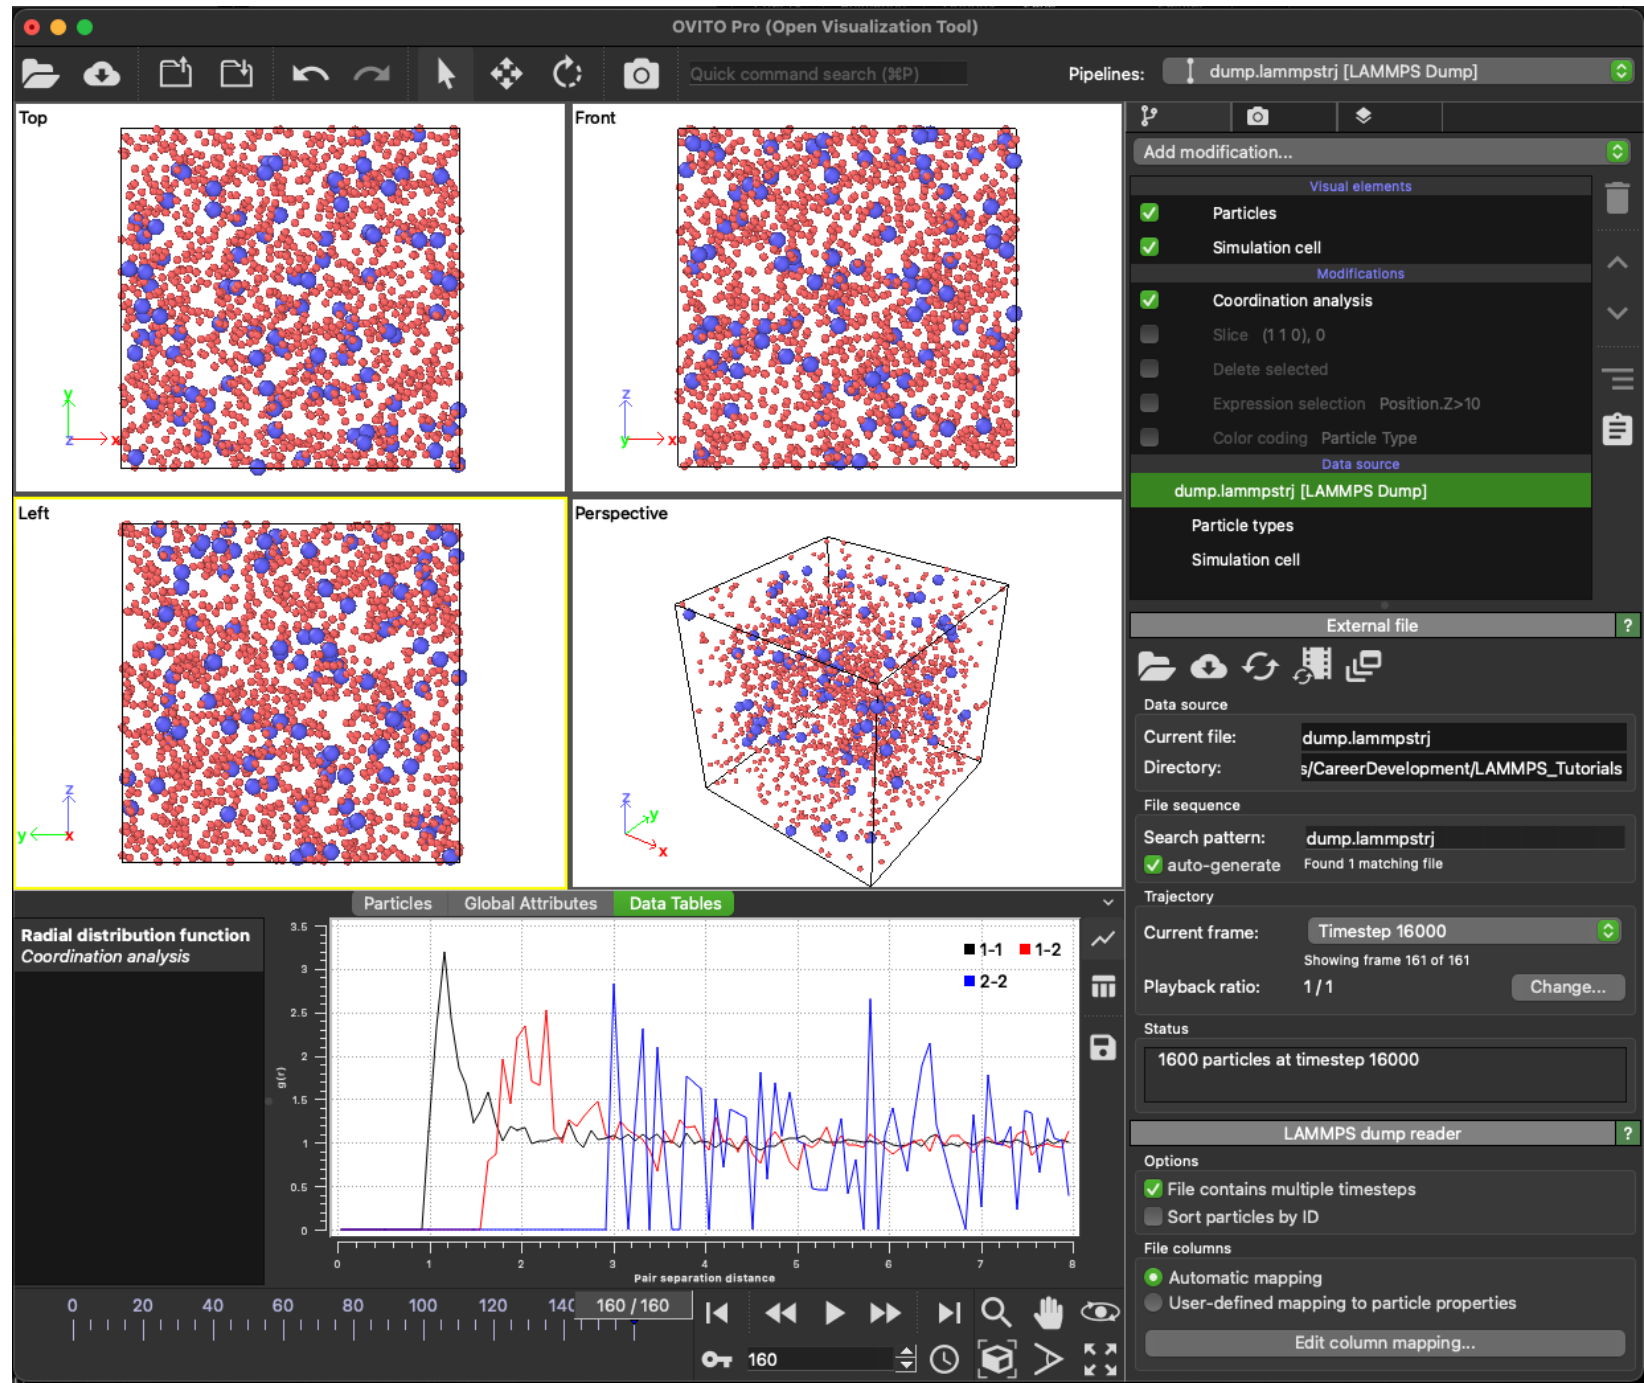 OVITO Pro (Open Visualization Tool)
Quick command search (⌘P)
Pipelines: dump.lammpstrj [LAMMPS Dump]
Top
y
z x
Front
z
y x
Left
z
y x
Perspective
z
y
x
Add modification...
Visual elements
Particles
Simulation cell
Modifications
Coordination analysis
Slice (1 1 0), 0
Delete selected
Expression selection Position.Z>10
Color coding Particle Type
Data source
dump.lammpstrj [LAMMPS Dump]
Particle types
Simulation cell
External file ?
Data source
Current file: dump.lammpstrj
Directory: s/CareerDevelopment/LAMMPS_Tutorials
File sequence
Search pattern: dump.lammpstrj
auto-generate Found 1 matching file
Trajectory
Current frame: Timestep 16000
Showing frame 161 of 161
Playback ratio: 1 / 1 Change...
Status
1600 particles at timestep 16000
LAMMPS dump reader ?
Options
File contains multiple timesteps
Sort particles by ID
File columns
Automatic mapping
User-defined mapping to particle properties
Edit column mapping...
Particles Global Attributes Data Tables
Radial distribution function
Coordination analysis
3.5
3
2.5
2
1.5
1
0.5
0
g(r)
1-1 1-2
2-2
0 1 2 3 4 5 6 7 8
Pair separation distance
0 20 40 60 80 100 120 140 160 / 160
160